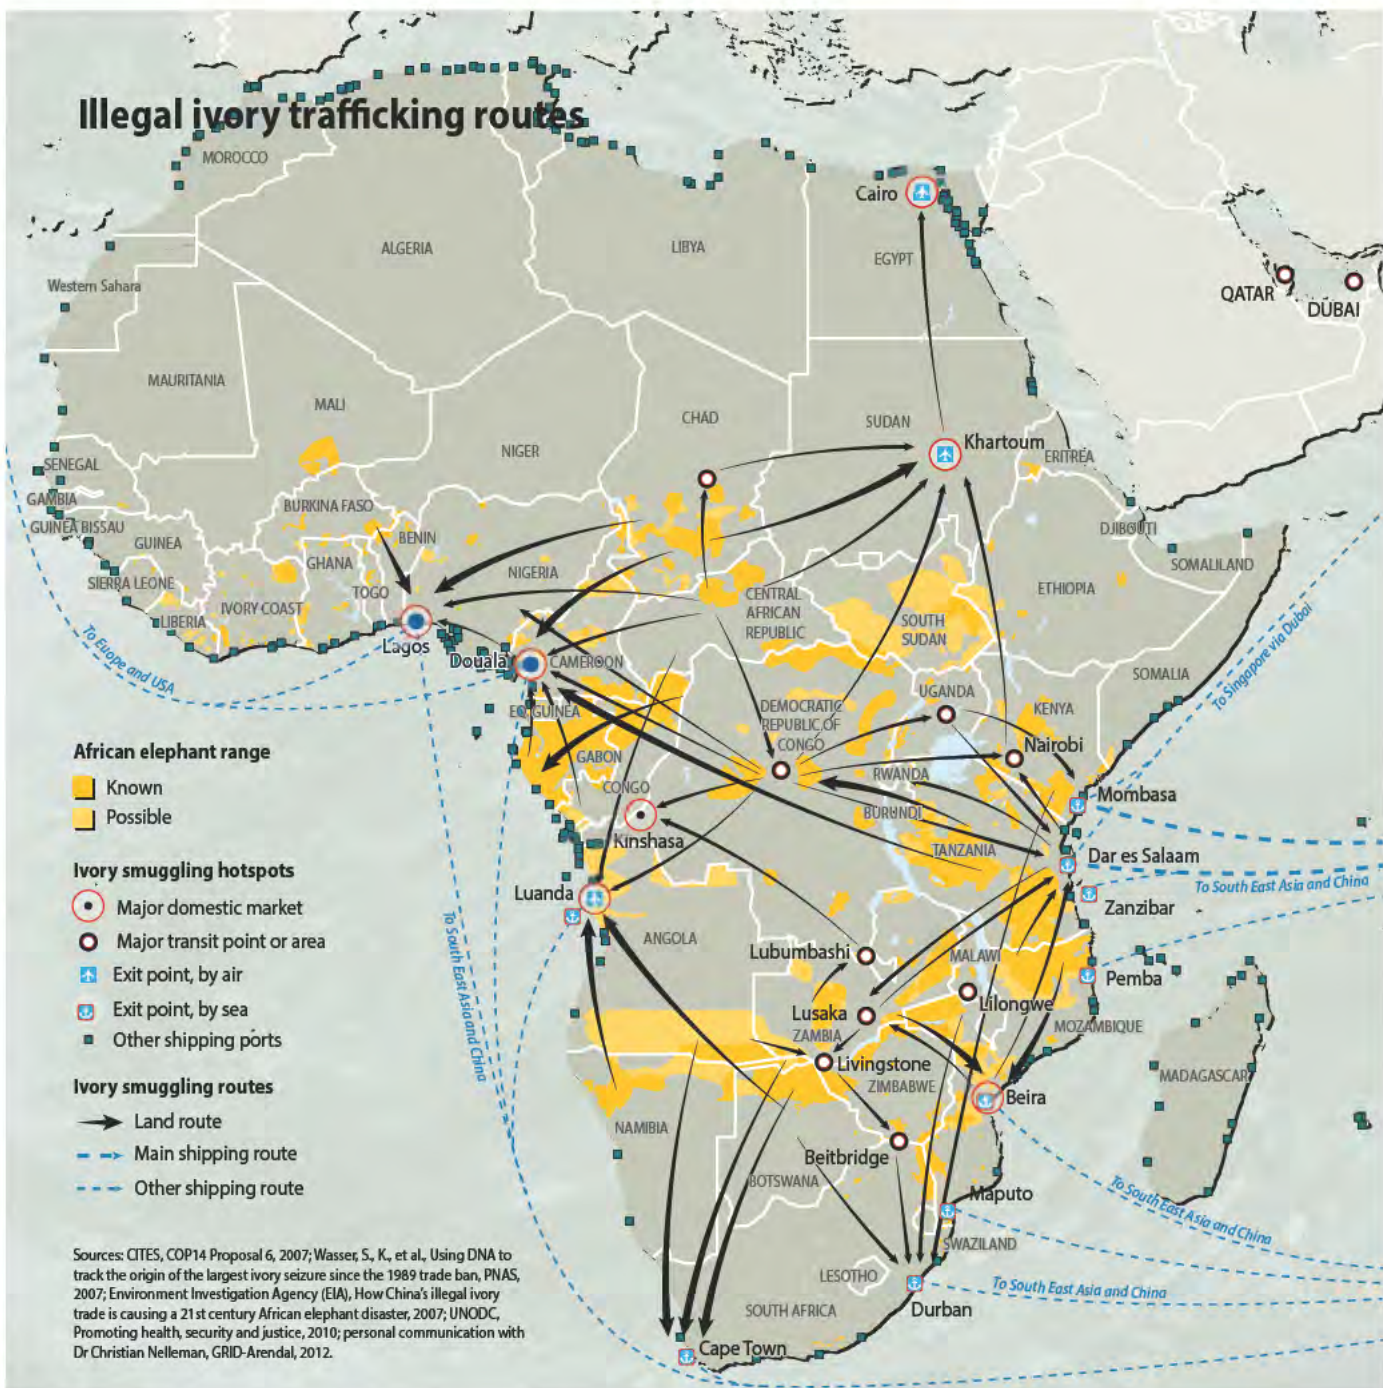 Illegal ivory trafficking routes
MOROCCO
Cairo
ALGERIA
LIBYA
EGYPT
Western Sahara
QATAR
DUBAI
MAURITANIA
MALI
CHAD
SUDAN
NIGER
Khartoum
ERITREA
SENEGAL
GAMBIA
BURKINA FASO
GUINEA BISSAU
GUINEA
BENIN
DJIBOUTI
SOMALILAND
GHANA
NIGERIA
SIERRA LEONE
TOGO
ETHIOPIA
IVORY COAST
CENTRAL
AFRICAN
REPUBLIC
LIBERIA
SOUTH
SUDAN
Lagos
Douala
CAMEROON
To Euope and USA
To Singapore via Dubai
SOMALIA
UGANDA
KENYA
EQ GUINEA
DEMOCRATIC
REPUBLIC OF
CONGO
Nairobi
GABON
RWANDA
CONGO
Mombasa
BURUNDI
Kinshasa
TANZANIA
Dar es Salaam
To South East Asia and China
Luanda
Zanzibar
ANGOLA
Lubumbashi
MALAWI
Pemba
To South East Asia and China
Lilongwe
Lusaka
MOZAMBIQUE
ZAMBIA
Livingstone
MADAGASCAR
ZIMBABWE
Beira
NAMIBIA
Beitbridge
BOTSWANA
Maputo
To South East Asia and China
SWAZILAND
LESOTHO
To South East Asia and China
Durban
SOUTH AFRICA
Cape Town
African elephant range
Known
Possible
Ivory smuggling hotspots
Major domestic market
Major transit point or area
Exit point, by air
Exit point, by sea
Other shipping ports
Ivory smuggling routes
Land route
Main shipping route
Other shipping route
Sources: CITES, COP14 Proposal 6, 2007; Wasser, S., K., et al., Using DNA to
track the origin of the largest ivory seizure since the 1989 trade ban, PNAS,
2007; Environment Investigation Agency (EIA), How China's illegal ivory
trade is causing a 21st century African elephant disaster, 2007; UNODC,
Promoting health, security and justice, 2010; personal communication with
Dr Christian Nelleman, GRID-Arendal, 2012.